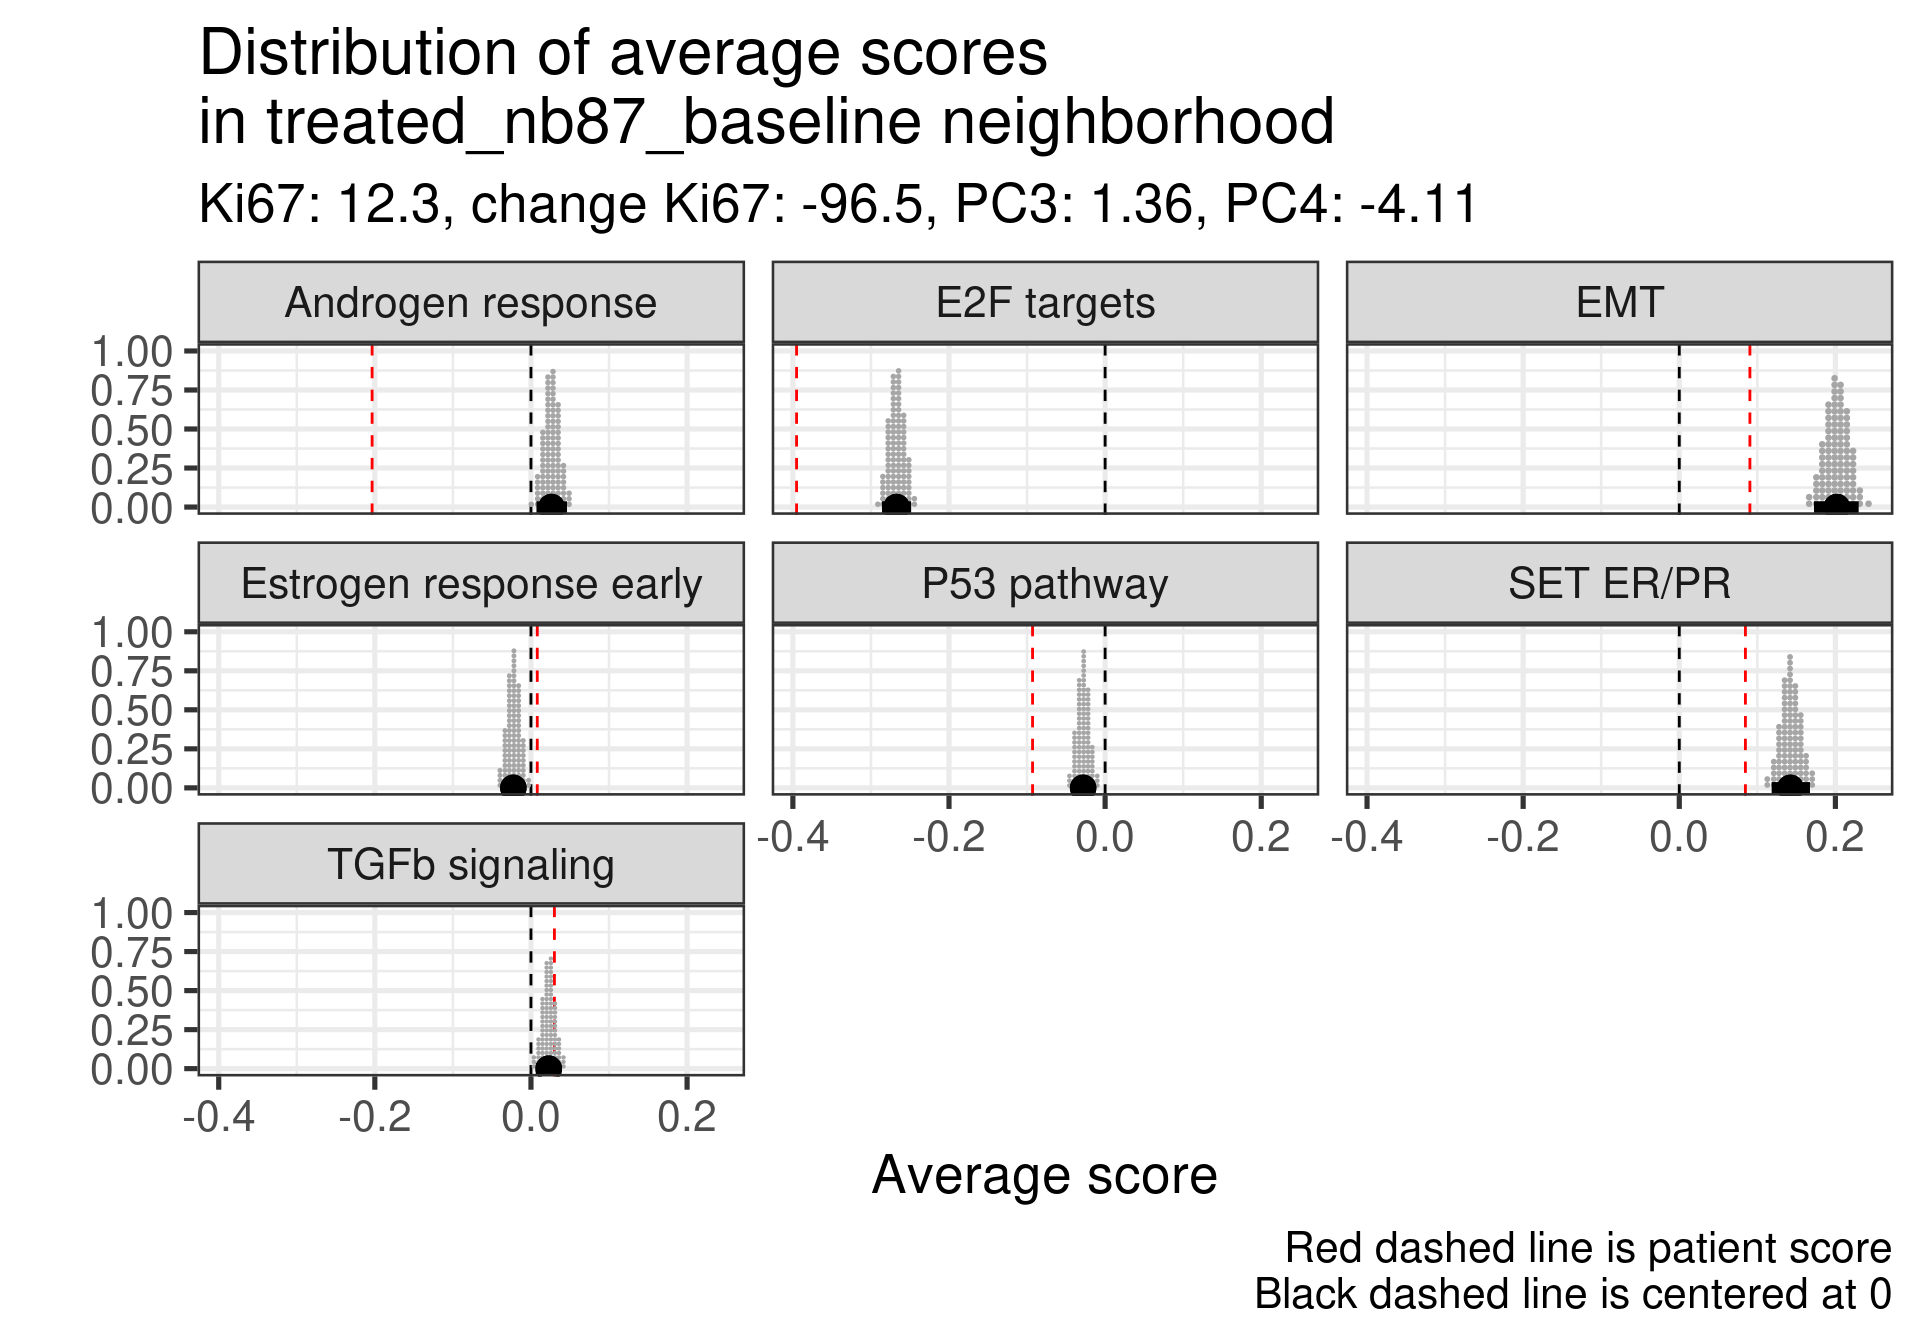 Distribution of average scores
in treated_nb87_baseline neighborhood
Ki67: 12.3, change Ki67: -96.5, PC3: 1.36, PC4: -4.11
Androgen response
E2F targets
EMT
1.00
0.75
0.50
0.25
0.00
Estrogen response early
P53 pathway
SET ER/PR
1.00
0.75
0.50
0.25
0.00
-0.4 -0.2 0.0 0.2
-0.4 -0.2 0.0 0.2
TGFb signaling
1.00
0.75
0.50
0.25
0.00
-0.4 -0.2 0.0 0.2
Average score
Red dashed line is patient score
Black dashed line is centered at 0